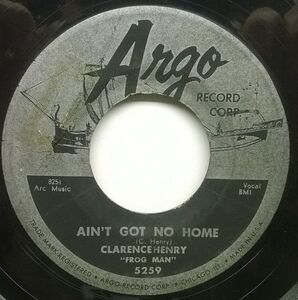 Argo
RECORD
CORP
8251
Arc Music
Vocal
BMI
AIN'T GOT NO HOME
(C. Henry)
CLARENCE HENRY
"FROG MAN"
5259
TRADE MARK REGISTERED • ARGO RECORD CORP. • CHICAGO, ILL. • MADE IN U.S.A.